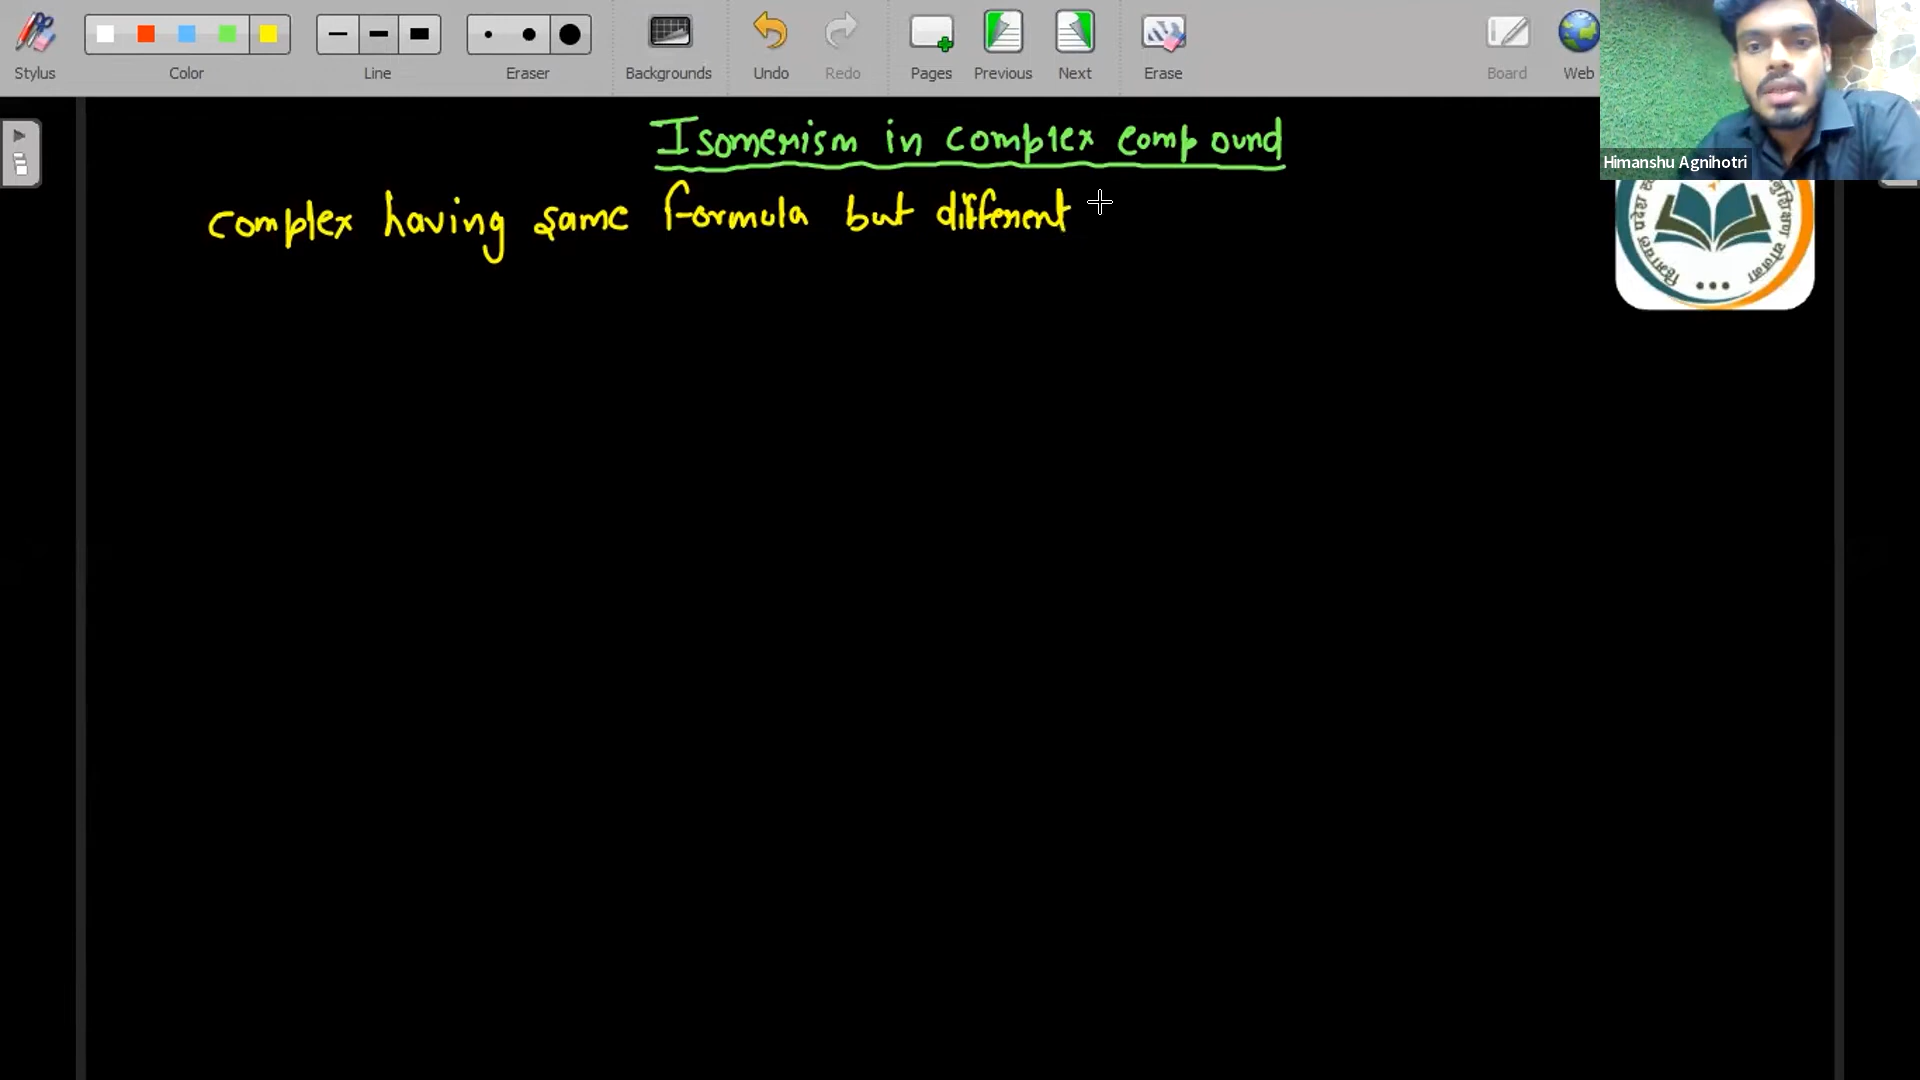 Stylus
Color
Line
Eraser
Backgrounds
Undo
Redo
Pages
Previous
Next
Erase
Board
Web
Himanshu Agnihotri
Isomerism in complex compound
complex having same formula but different